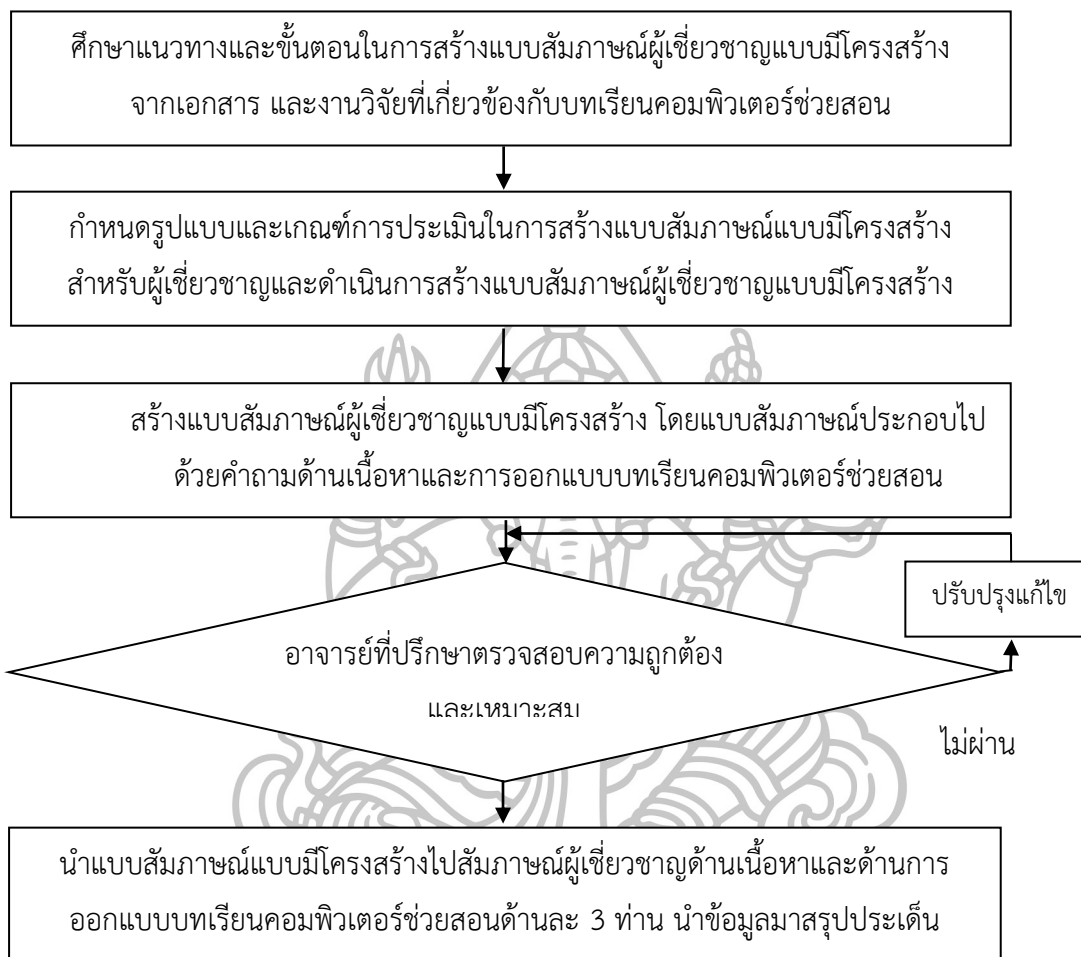 ศึกษาแนวทางและขั้นตอนในการสร้างแบบสัมภาษณ์ผู้เชี่ยวชาญแบบมีโครงสร้าง
จากเอกสาร และงานวิจัยที่เกี่ยวข้องกับบทเรียนคอมพิวเตอร์ช่วยสอน
กำหนดรูปแบบและเกณฑ์การประเมินในการสร้างแบบสัมภาษณ์แบบมีโครงสร้าง
สำหรับผู้เชี่ยวชาญและดำเนินการสร้างแบบสัมภาษณ์ผู้เชี่ยวชาญแบบมีโครงสร้าง
สร้างแบบสัมภาษณ์ผู้เชี่ยวชาญแบบมีโครงสร้าง โดยแบบสัมภาษณ์ประกอบไป
ด้วยคำถามด้านเนื้อหาและการออกแบบบทเรียนคอมพิวเตอร์ช่วยสอน
ปรับปรุงแก้ไข
อาจารย์ที่ปรึกษาตรวจสอบความถูกต้อง
และเหมาะสม
ไม่ผ่าน
นำแบบสัมภาษณ์แบบมีโครงสร้างไปสัมภาษณ์ผู้เชี่ยวชาญด้านเนื้อหาและด้านการ
ออกแบบบทเรียนคอมพิวเตอร์ช่วยสอนด้านละ 3 ท่าน นำข้อมูลมาสรุปประเด็น